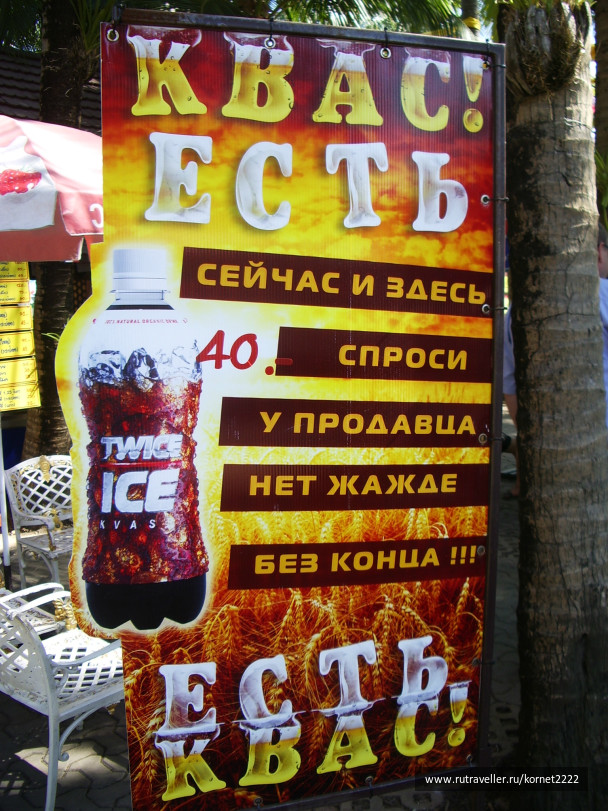 КВАС!
ЕСТЬ
СЕЙЧАС И ЗДЕСЬ
40.-
СПРОСИ
У ПРОДАВЦА
НЕТ ЖАЖДЕ
БЕЗ КОНЦА !!!
TWICE
ICE
KVASS
ЕСТЬ
КВАС!
www.rutraveller.ru/kornet2222